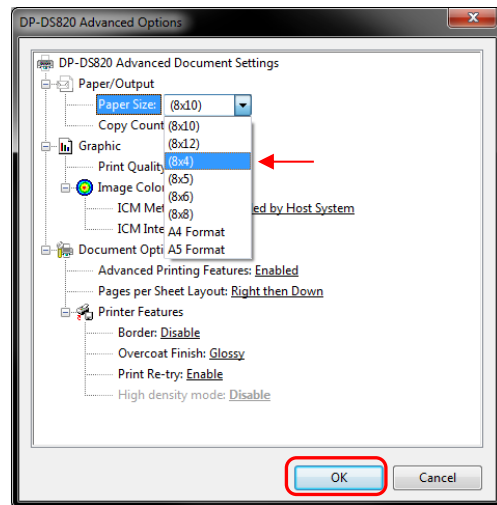 DP-DS820 Advanced Options
DP-DS820 Advanced Document Settings
Paper/Output
Paper Size: (8x10)
Copy Count
(8x10)
(8x12)
(8x4)
(8x5)
(8x6)
(8x8)
A4 Format
A5 Format
Graphic
Print Quality
Image Colo
ICM Met ed by Host System
ICM Inte
Document Opti
Advanced Printing Features: Enabled
Pages per Sheet Layout: Right then Down
Printer Features
Border: Disable
Overcoat Finish: Glossy
Print Re-try: Enable
High density mode: Disable
OK Cancel